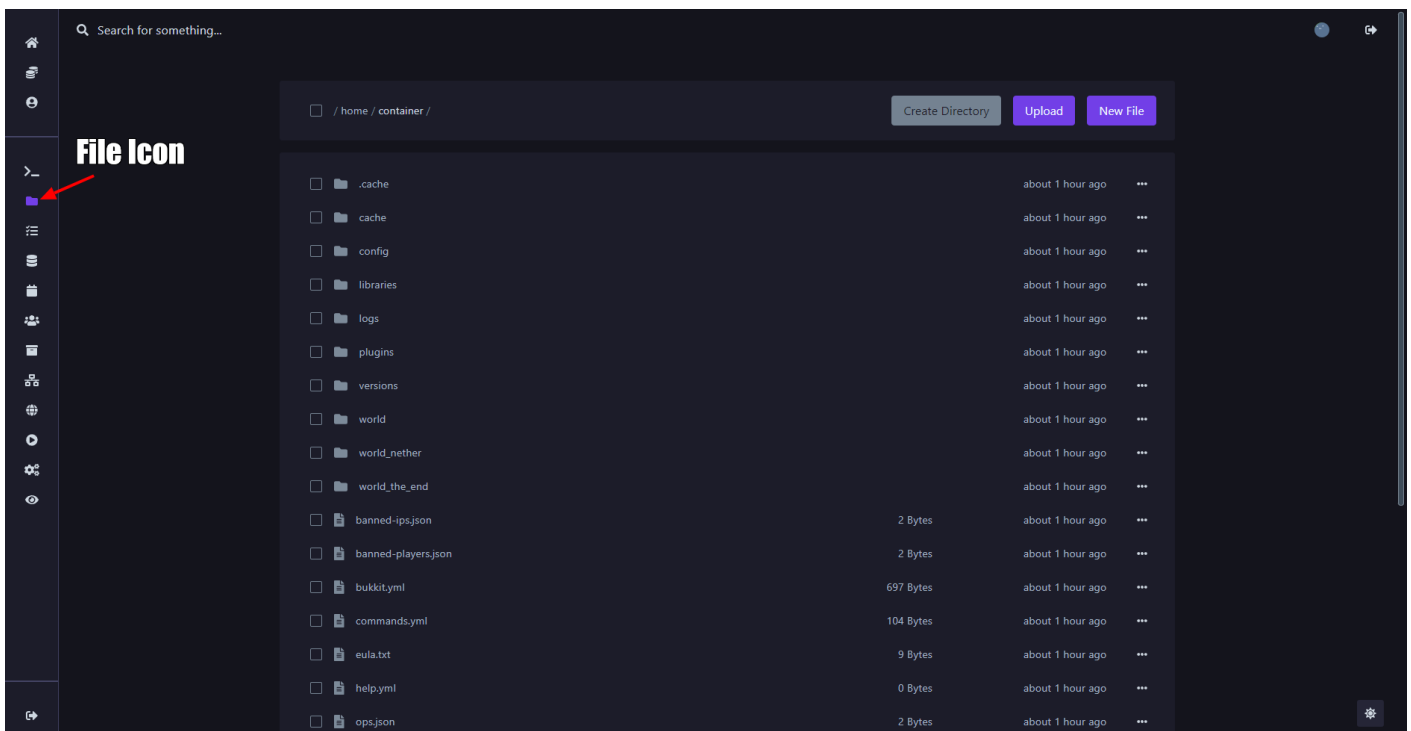 Search for something...
/ home / container /
Create Directory
Upload
New File
File Icon
.cache about 1 hour ago
cache about 1 hour ago
config about 1 hour ago
libraries about 1 hour ago
logs about 1 hour ago
plugins about 1 hour ago
versions about 1 hour ago
world about 1 hour ago
world_nether about 1 hour ago
world_the_end about 1 hour ago
banned-ips.json 2 Bytes about 1 hour ago
banned-players.json 2 Bytes about 1 hour ago
bukkit.yml 697 Bytes about 1 hour ago
commands.yml 104 Bytes about 1 hour ago
eula.txt 9 Bytes about 1 hour ago
help.yml 0 Bytes about 1 hour ago
ops.json 2 Bytes about 1 hour ago